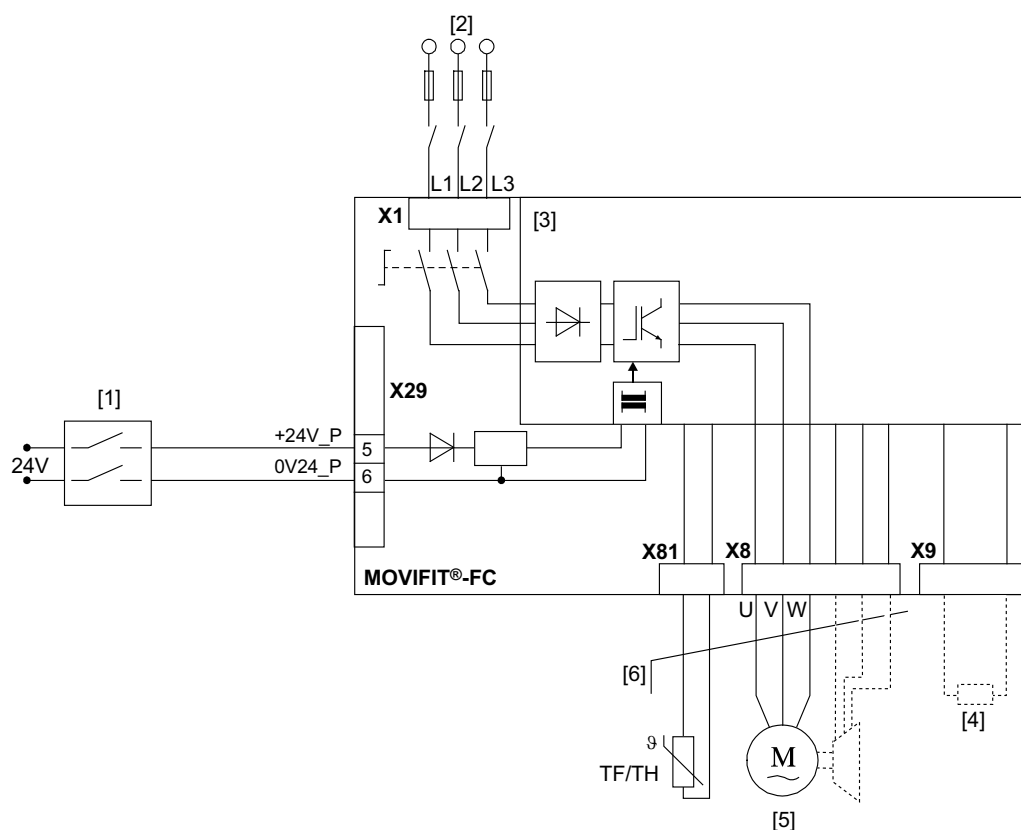 [2]
L1 L2 L3
X1
[3]
X29
[1]
24V
+24V_P
5
0V24_P
6
X81
X8
X9
MOVIFIT®-FC
U V W
[6]
[4]
ϑ
TF/TH
M
[5]